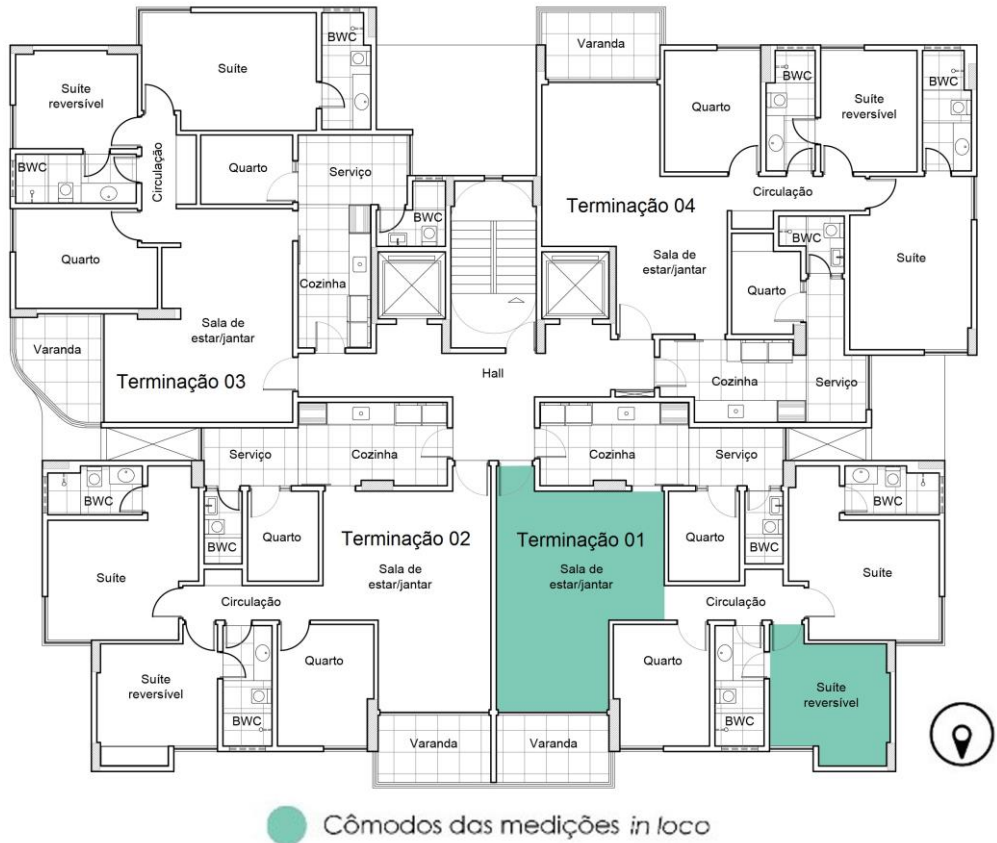 BWC
Varanda
BWC
Suíte
Suíte
reversível
Quarto
Suíte
reversível
BWC
BWC
Circulação
Quarto
Serviço
Circulação
Terminação 04
BWC
BWC
Quarto
Sala de
estar/jantar
Suíte
Quarto
Cozinha
Sala de
estar/jantar
Varanda
Terminação 03
Hall
Cozinha
Serviço
Serviço
Cozinha
Cozinha
Serviço
BWC
BWC
Terminação 02
Terminação 01
Quarto
BWC
Sala de
estar/jantar
Sala de
estar/jantar
Quarto
BWC
Suíte
Suíte
Circulação
Circulação
Quarto
Quarto
Suíte
reversível
Suíte
reversível
BWC
BWC
Varanda
Varanda
Cômodos das medições in loco